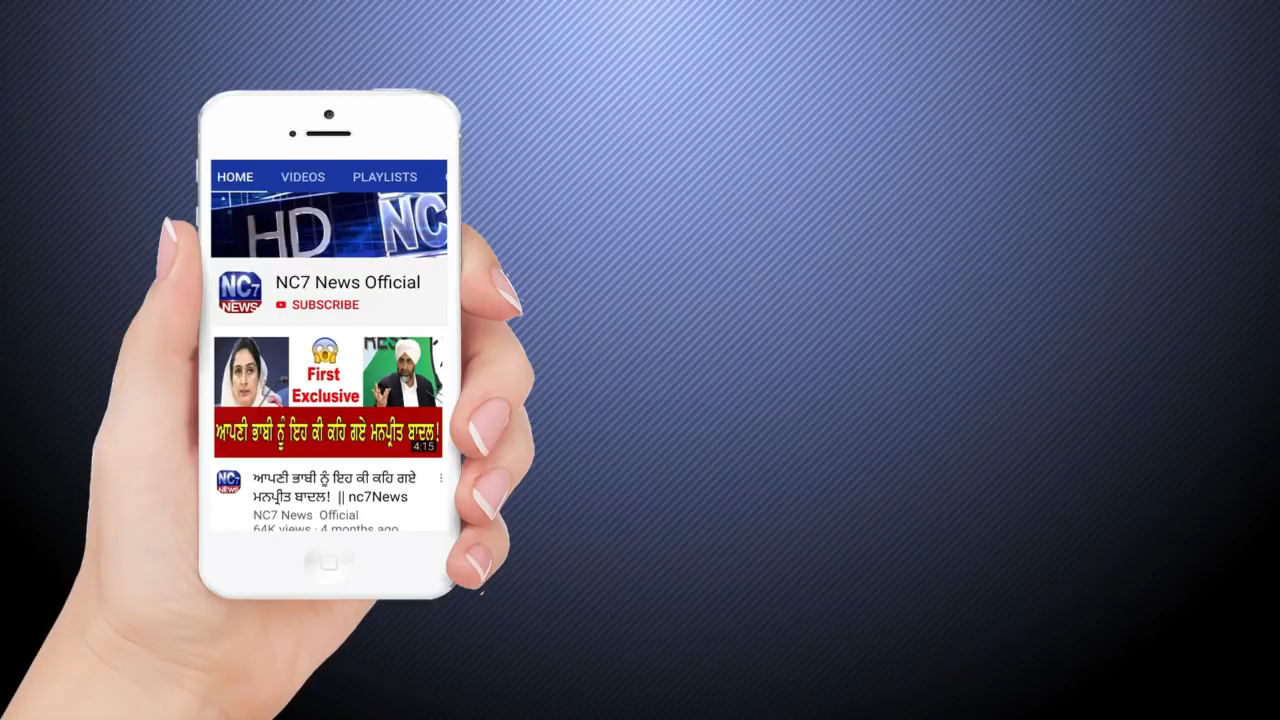 HOME VIDEOS PLAYLISTS
HD NC
NC7
NEWS
NC7 News Official
SUBSCRIBE
First
Exclusive
ਆਪਣੀ ਭਾਬੀ ਨੂੰ ਇਹ ਕੀ ਕਹਿ ਗਏ ਮਨਪ੍ਰੀਤ ਬਾਦਲ!
4:15
NC7
NEWS
ਆਪਣੀ ਭਾਬੀ ਨੂੰ ਇਹ ਕੀ ਕਹਿ ਗਏ
ਮਨਪ੍ਰੀਤ ਬਾਦਲ! || nc7News
NC7 News Official
64K views · 4 months ago